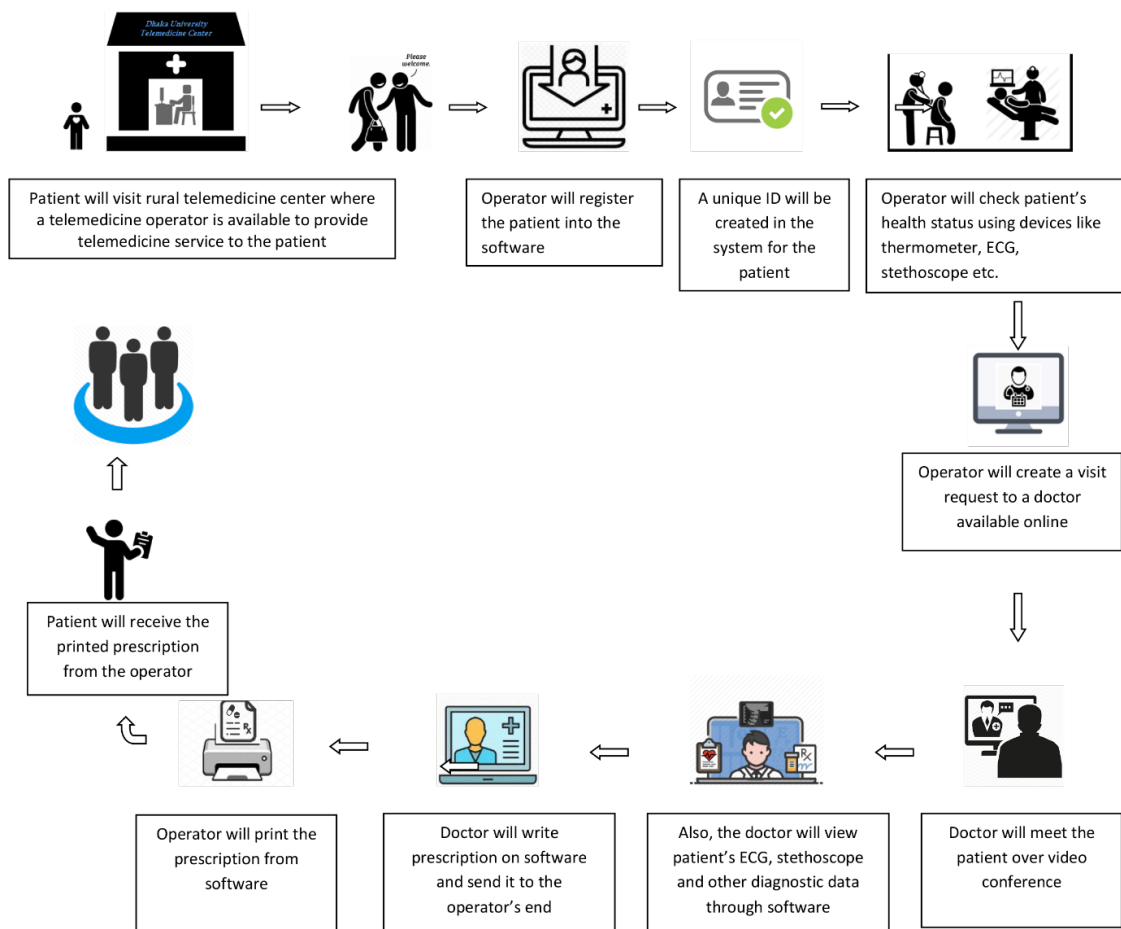 Dhaka University
Telemedicine Center
Please
welcome.
Patient will visit rural telemedicine center where
a telemedicine operator is available to provide
telemedicine service to the patient
Operator will register
the patient into the
software
A unique ID will be
created in the
system for the
patient
Operator will check patient’s
health status using devices like
thermometer, ECG,
stethoscope etc.
Operator will create a visit
request to a doctor
available online
Doctor will meet the
patient over video
conference
Also, the doctor will view
patient’s ECG, stethoscope
and other diagnostic data
through software
Rx
Doctor will write
prescription on software
and send it to the
operator’s end
Operator will print the
prescription from
software
Rx
Patient will receive the
printed prescription
from the operator